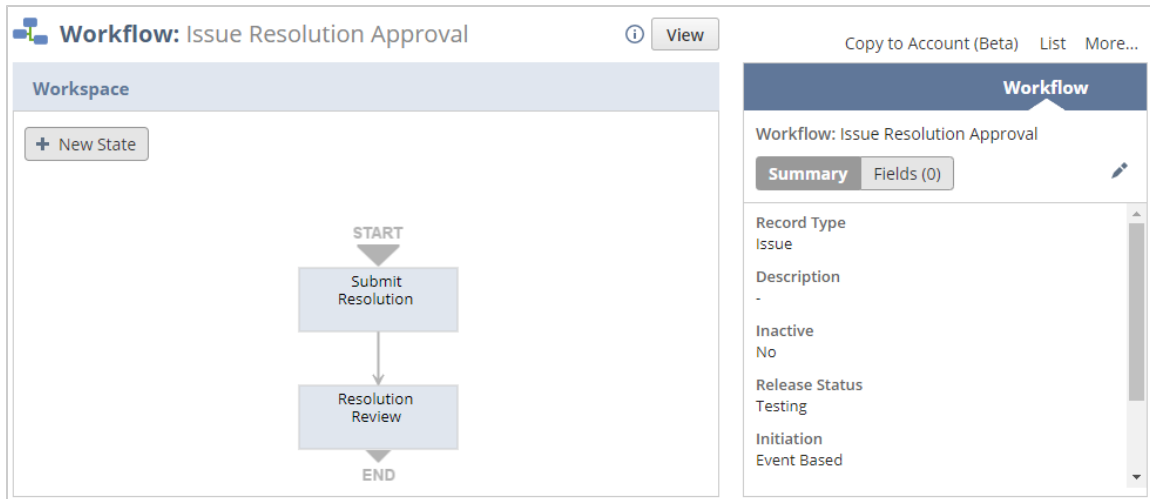 Workflow: Issue Resolution Approval
View
Copy to Account (Beta) List More...
Workspace
+ New State
START
Submit
Resolution
Resolution
Review
END
Workflow
Workflow: Issue Resolution Approval
Summary Fields (0)
Record Type
Issue
Description
-
Inactive
No
Release Status
Testing
Initiation
Event Based